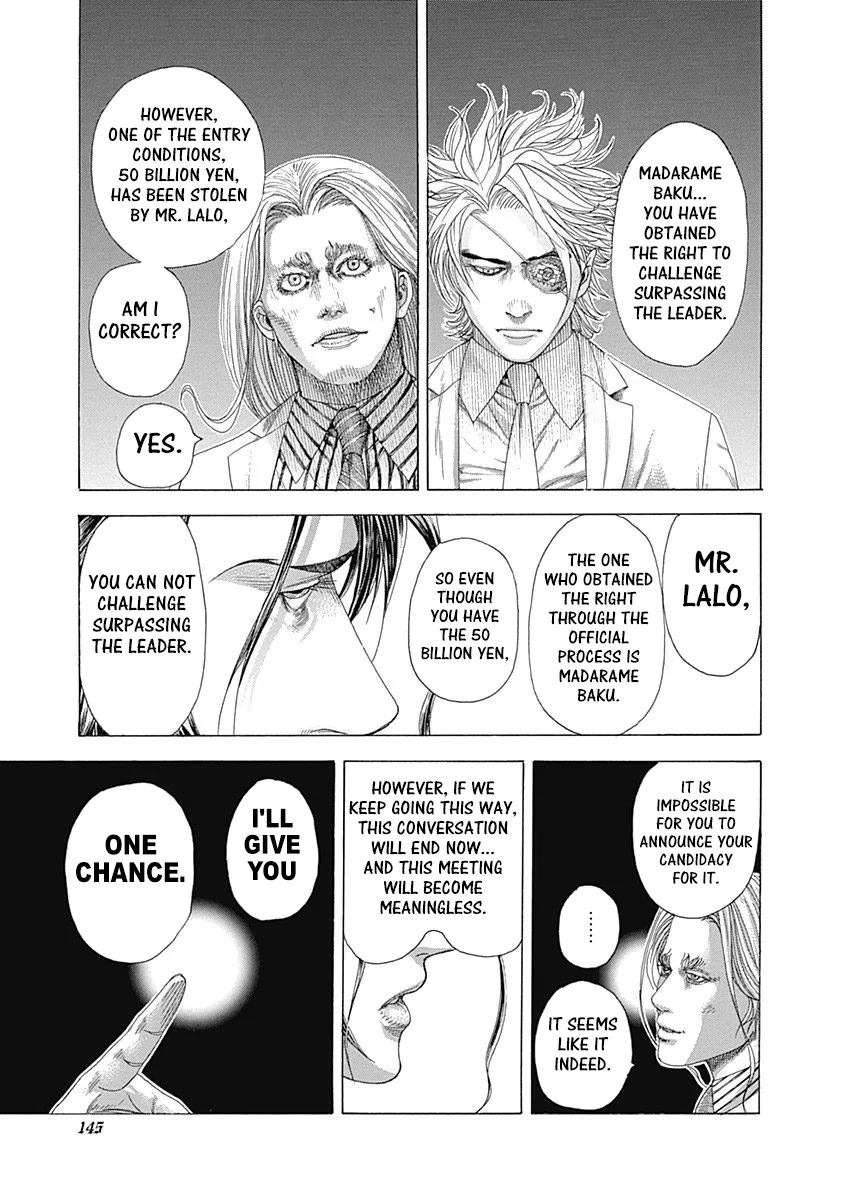 MADARAME
BAKU...
YOU HAVE
OBTAINED
THE RIGHT TO
CHALLENGE
SURPASSING
THE LEADER.
HOWEVER,
ONE OF THE ENTRY
CONDITIONS,
50 BILLION YEN,
HAS BEEN STOLEN
BY MR. LALO,
AM I
CORRECT?
YES.
MR.
LALO,
THE ONE
WHO OBTAINED
THE RIGHT
THROUGH THE
OFFICIAL
PROCESS IS
MADARAME
BAKU.
SO EVEN
THOUGH
YOU HAVE
THE 50
BILLION YEN,
YOU CAN NOT
CHALLENGE
SURPASSING
THE LEADER.
IT IS
IMPOSSIBLE
FOR YOU TO
ANNOUNCE YOUR
CANDIDACY
FOR IT.
......
IT SEEMS
LIKE IT
INDEED.
HOWEVER, IF WE
KEEP GOING THIS WAY,
THIS CONVERSATION
WILL END NOW...
AND THIS MEETING
WILL BECOME
MEANINGLESS.
I'LL
GIVE
YOU
ONE
CHANCE.
145